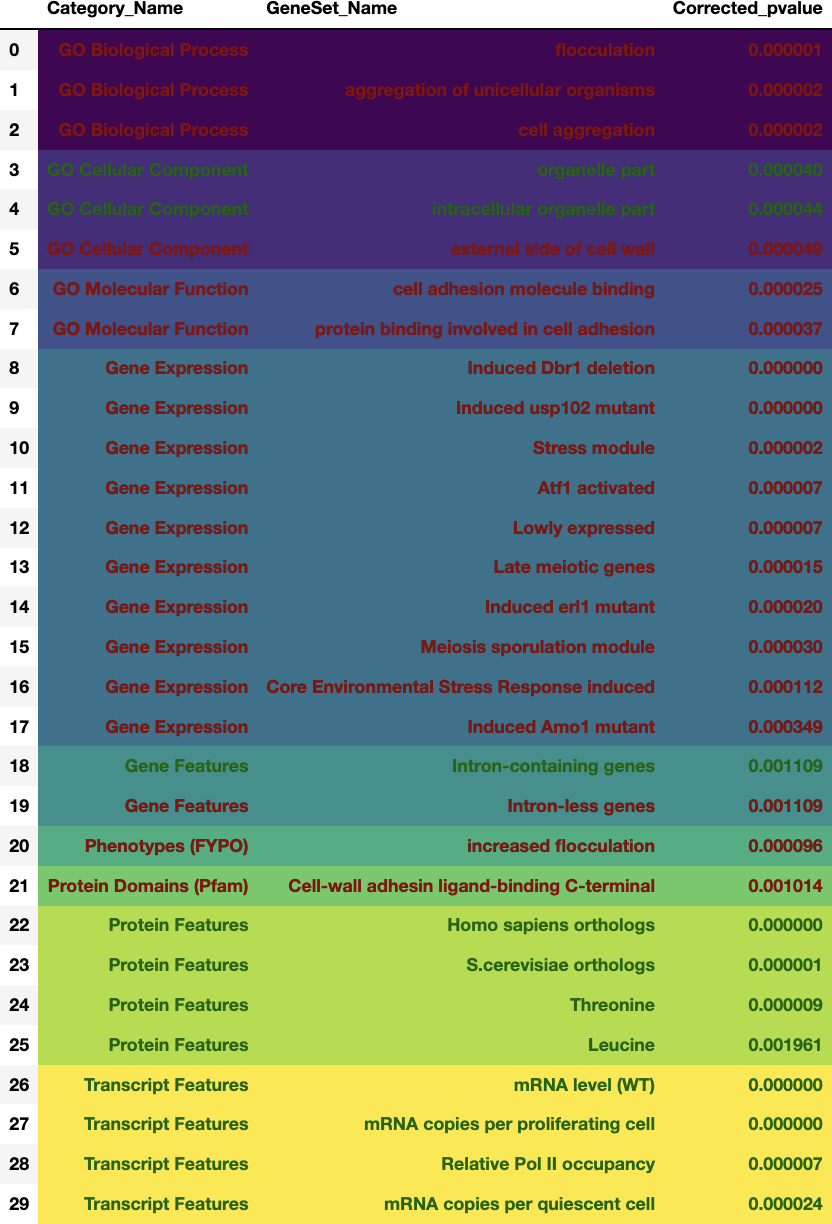 Category_Name GeneSet_Name Corrected_pvalue
0 GO Biological Process flocculation 0.000001
1 GO Biological Process aggregation of unicellular organisms 0.000002
2 GO Biological Process cell aggregation 0.000002
3 GO Cellular Component organelle part 0.000040
4 GO Cellular Component intracellular organelle part 0.000044
5 GO Cellular Component external side of cell wall 0.000049
6 GO Molecular Function cell adhesion molecule binding 0.000025
7 GO Molecular Function protein binding involved in cell adhesion 0.000037
8 Gene Expression Induced Dbr1 deletion 0.000000
9 Gene Expression Induced usp102 mutant 0.000000
10 Gene Expression Stress module 0.000002
11 Gene Expression Atf1 activated 0.000007
12 Gene Expression Lowly expressed 0.000007
13 Gene Expression Late meiotic genes 0.000015
14 Gene Expression Induced erl1 mutant 0.000020
15 Gene Expression Meiosis sporulation module 0.000030
16 Gene Expression Core Environmental Stress Response induced 0.000112
17 Gene Expression Induced Amo1 mutant 0.000349
18 Gene Features Intron-containing genes 0.001109
19 Gene Features Intron-less genes 0.001109
20 Phenotypes (FYPO) increased flocculation 0.000096
21 Protein Domains (Pfam) Cell-wall adhesin ligand-binding C-terminal 0.001014
22 Protein Features Homo sapiens orthologs 0.000000
23 Protein Features S.cerevisiae orthologs 0.000001
24 Protein Features Threonine 0.000009
25 Protein Features Leucine 0.001961
26 Transcript Features mRNA level (WT) 0.000000
27 Transcript Features mRNA copies per proliferating cell 0.000000
28 Transcript Features Relative Pol II occupancy 0.000007
29 Transcript Features mRNA copies per quiescent cell 0.000024